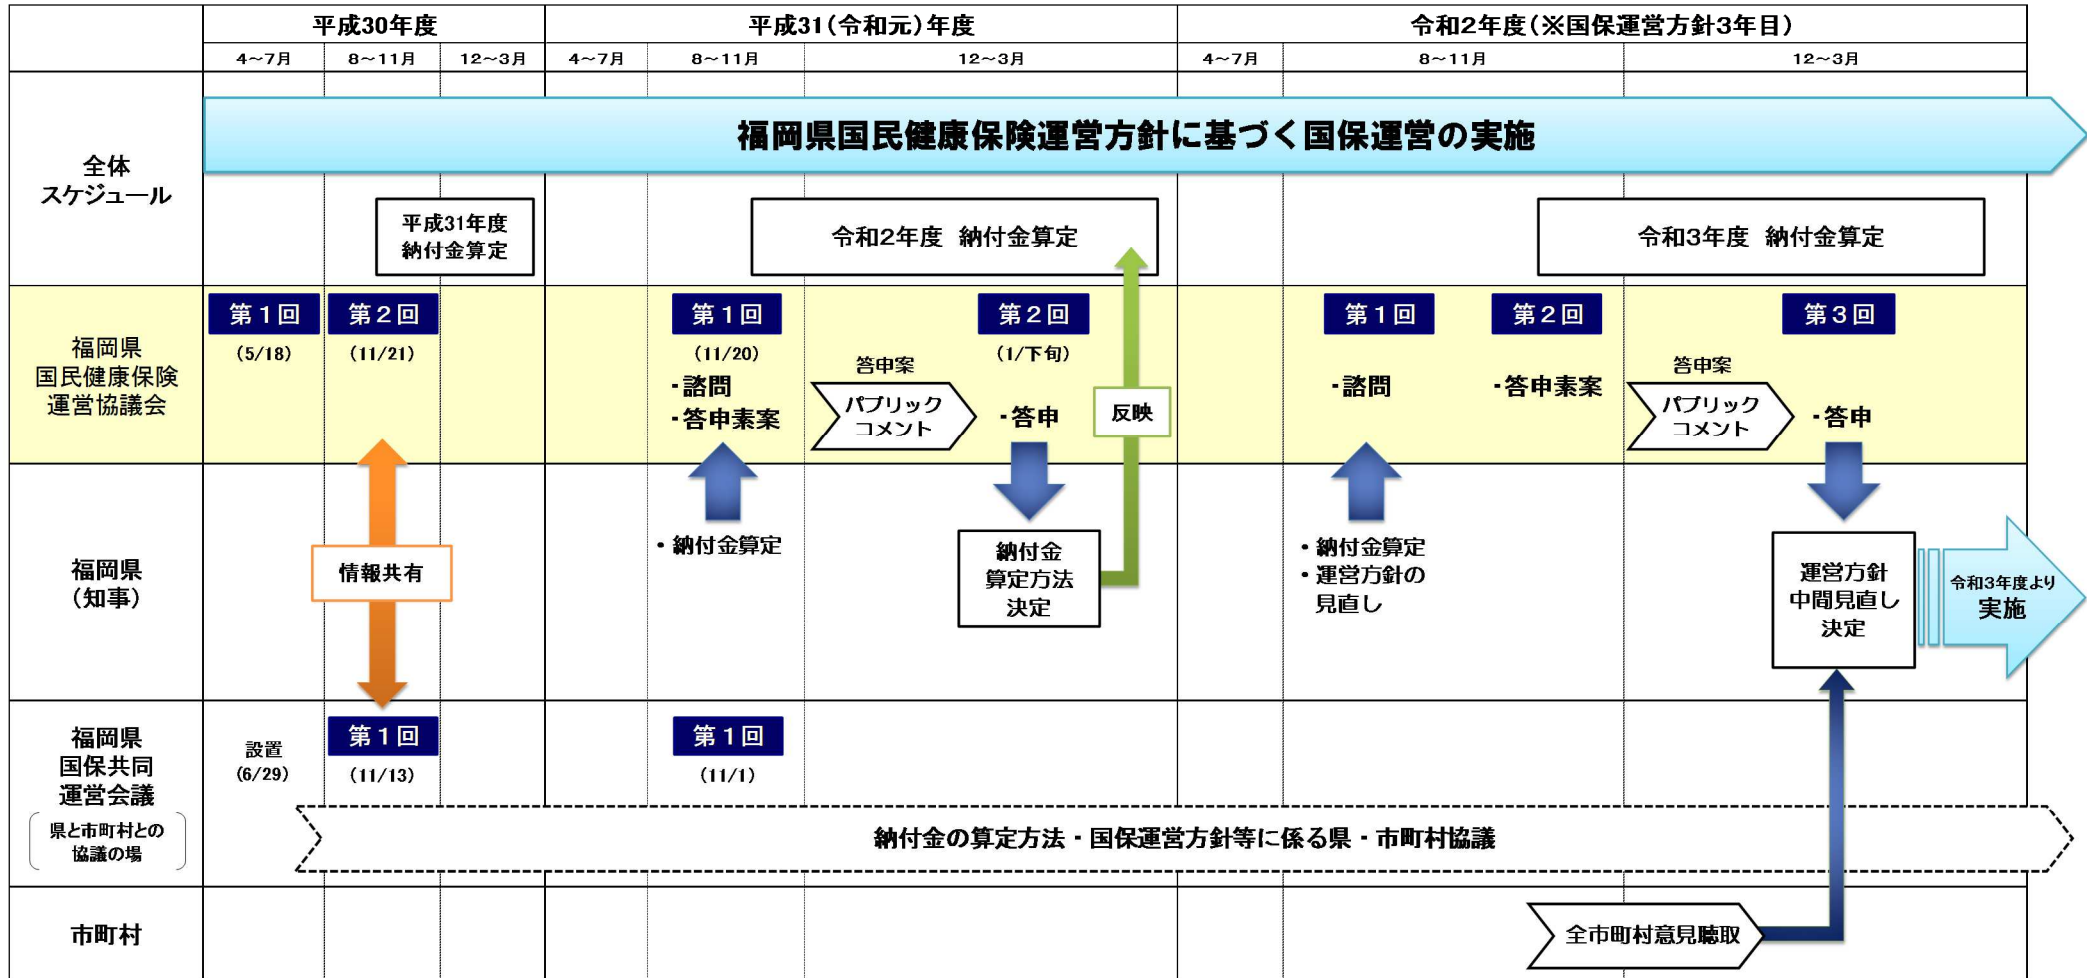 平成30年度
平成31(令和元)年度
令和2年度(※国保運営方針3年目)
4~7月
8~11月
12~3月
4~7月
8~11月
12~3月
4~7月
8~11月
12~3月
全体
スケジュール
福岡県国民健康保険運営方針に基づく国保運営の実施
平成31年度
納付金算定
令和2年度 納付金算定
令和3年度 納付金算定
福岡県
国民健康保険
運営協議会
第1回
(5/18)
第2回
(11/21)
第1回
(11/20)
・諮問
・答申素案
答申案
パブリック
コメント
第2回
(1/下旬)
・答申
反映
第1回
・諮問
第2回
・答申素案
答申案
パブリック
コメント
第3回
・答申
福岡県
(知事)
情報共有
・納付金算定
納付金
算定方法
決定
・納付金算定
・運営方針の
見直し
運営方針
中間見直し
決定
令和3年度より
実施
福岡県
国保共同
運営会議
県と市町村との
協議の場
設置
(6/29)
第1回
(11/13)
第1回
(11/1)
納付金の算定方法・国保運営方針等に係る県・市町村協議
市町村
全市町村意見聴取